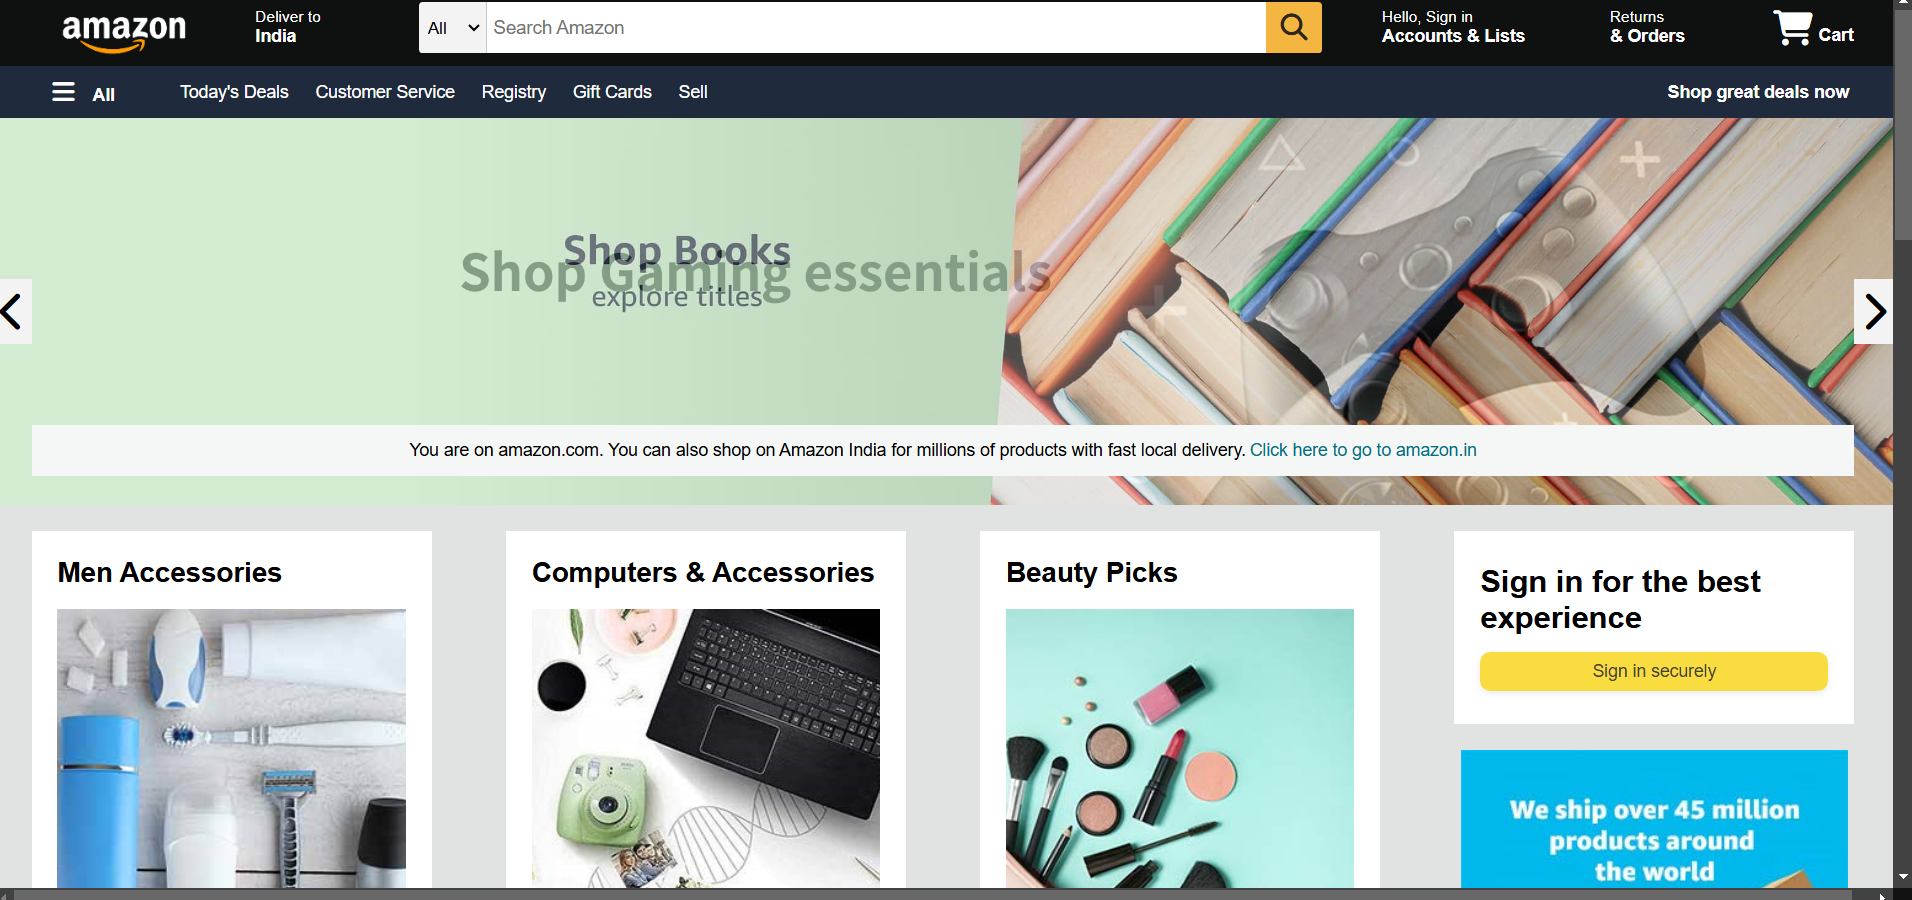 amazon
Deliver to
India
All
Search Amazon
Hello, Sign in
Accounts & Lists
Returns
& Orders
Cart
All
Today's Deals
Customer Service
Registry
Gift Cards
Sell
Shop great deals now
Shop Books
Shop Gaming essentials
explore titles
You are on amazon.com. You can also shop on Amazon India for millions of products with fast local delivery. Click here to go to amazon.in
Men Accessories
Computers & Accessories
Beauty Picks
Sign in for the best
experience
Sign in securely
We ship over 45 million
products around
the world